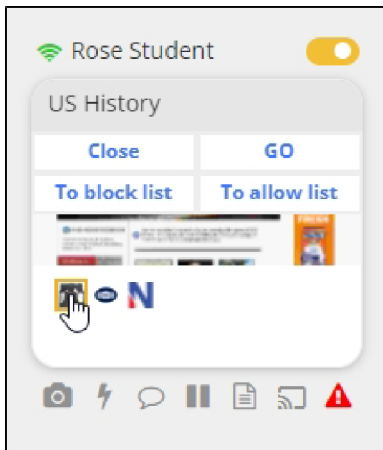 Rose Student
US History
Close GO
To block list To allow list
N